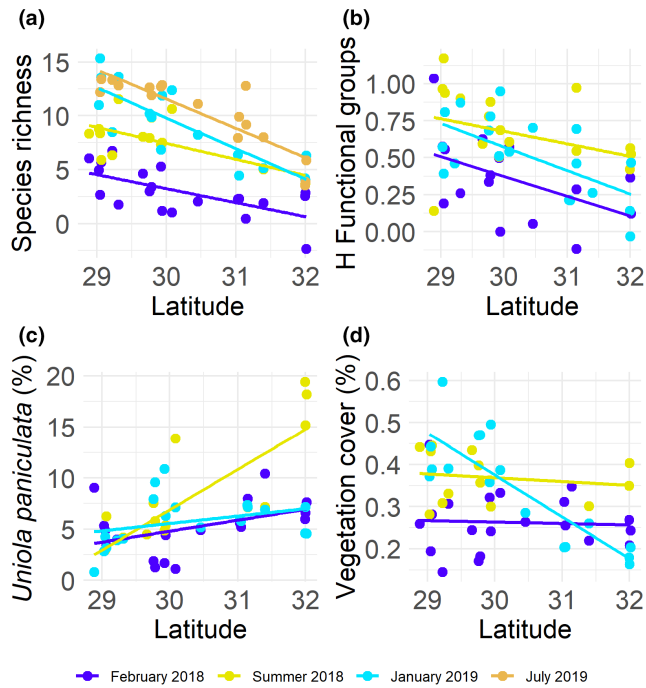 (a)
Species richness
15
10
5
0
29 30 31 32
Latitude
(b)
H Functional groups
1.00
0.75
0.50
0.25
0.00
29 30 31 32
Latitude
(c)
Uniola paniculata (%)
20
15
10
5
0
29 30 31 32
Latitude
(d)
Vegetation cover (%)
0.6
0.5
0.4
0.3
0.2
29 30 31 32
Latitude
February 2018 Summer 2018 January 2019 July 2019